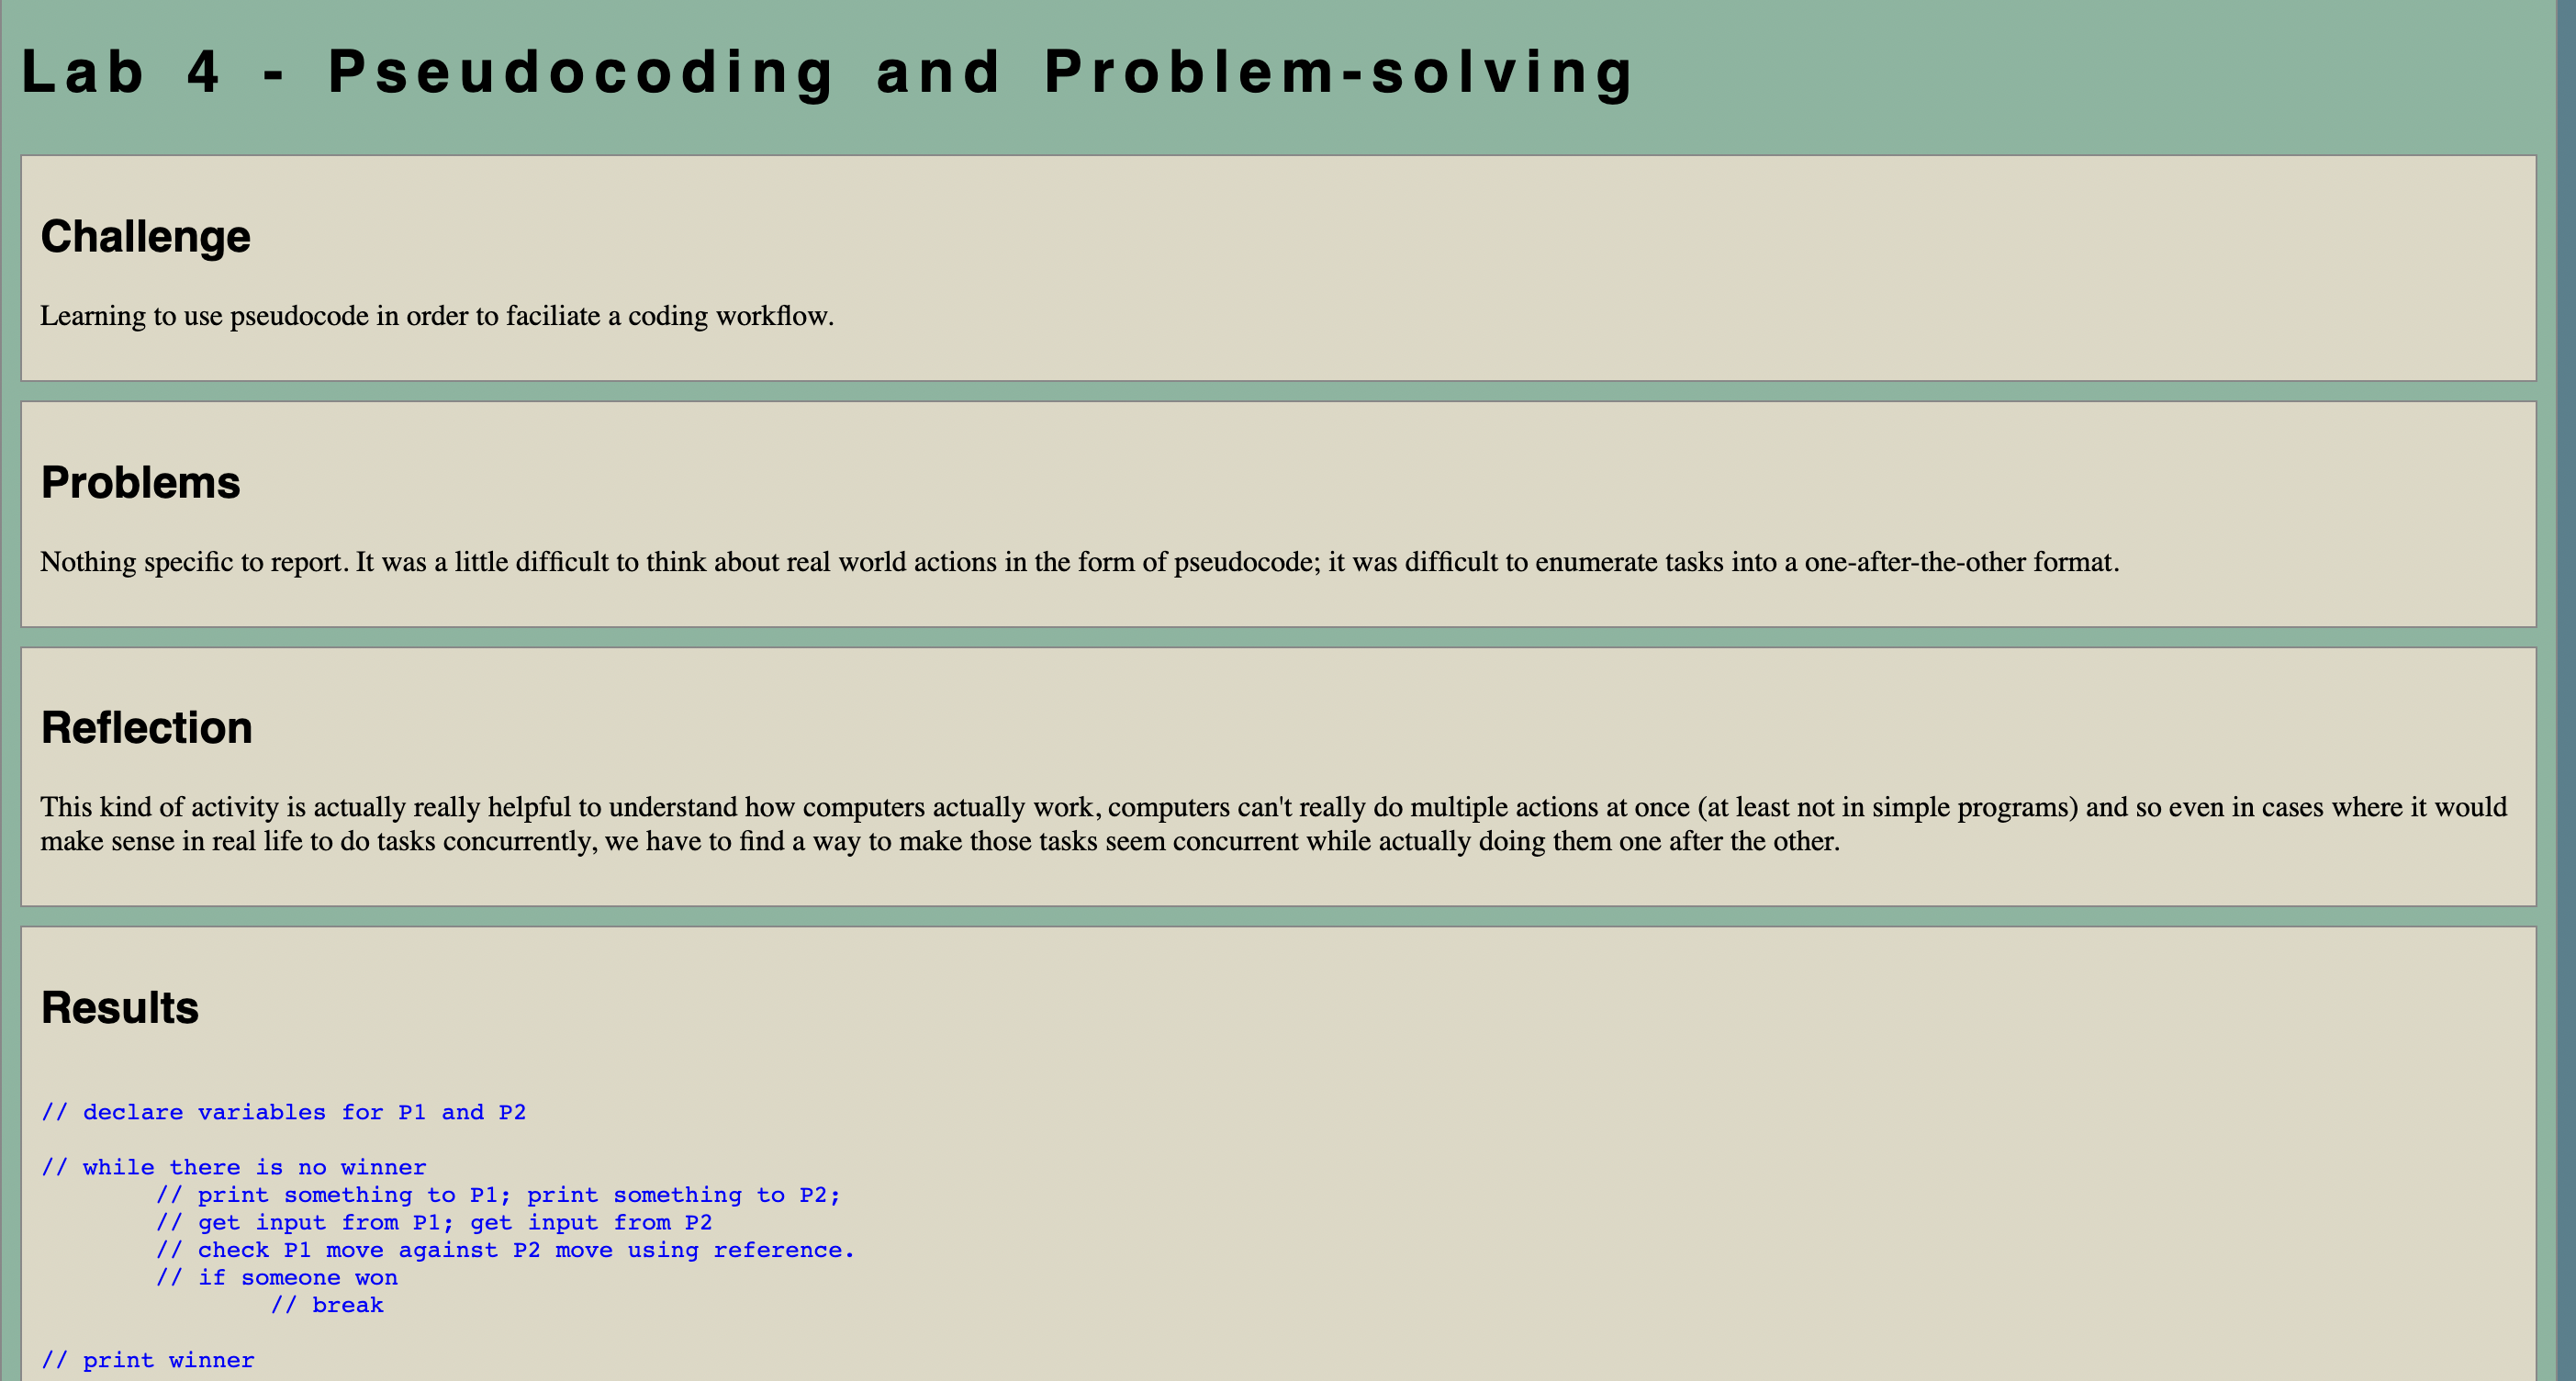 Lab 4 - Pseudocoding and Problem-solving
Challenge
Learning to use pseudocode in order to faciliate a coding workflow.
Problems
Nothing specific to report. It was a little difficult to think about real world actions in the form of pseudocode; it was difficult to enumerate tasks into a one-after-the-other format.
Reflection
This kind of activity is actually really helpful to understand how computers actually work, computers can't really do multiple actions at once (at least not in simple programs) and so even in cases where it would
make sense in real life to do tasks concurrently, we have to find a way to make those tasks seem concurrent while actually doing them one after the other.
Results
// declare variables for P1 and P2
// while there is no winner
// print something to P1; print something to P2;
// get input from P1; get input from P2
// check P1 move against P2 move using reference.
// if someone won
// break
// print winner